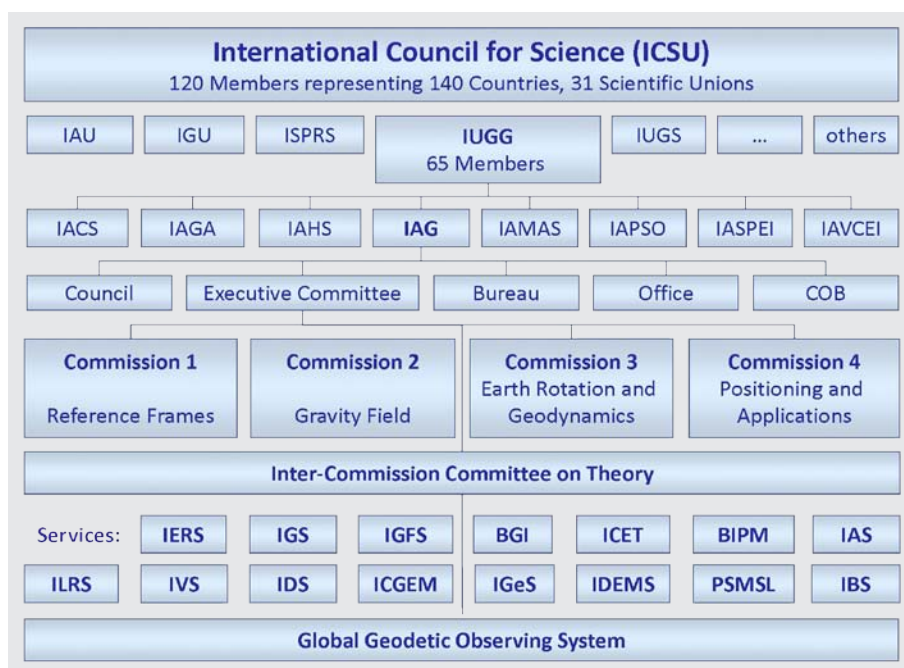 International Council for Science (ICSU)
120 Members representing 140 Countries, 31 Scientific Unions
IAU IGU ISPRS IUGG IUGS ... others
65 Members
IACS IAGA IAHS IAG IAMAS IAPSO IASPEI IAVCEI
Council Executive Committee Bureau Office COB
Commission 1
Reference Frames
Commission 2
Gravity Field
Commission 3
Earth Rotation and
Geodynamics
Commission 4
Positioning and
Applications
Inter-Commission Committee on Theory
Services: IERS IGS IGFS BGI ICET BIPM IAS
ILRS IVS IDS ICGEM IGeS IDEMS PSMSL IBS
Global Geodetic Observing System